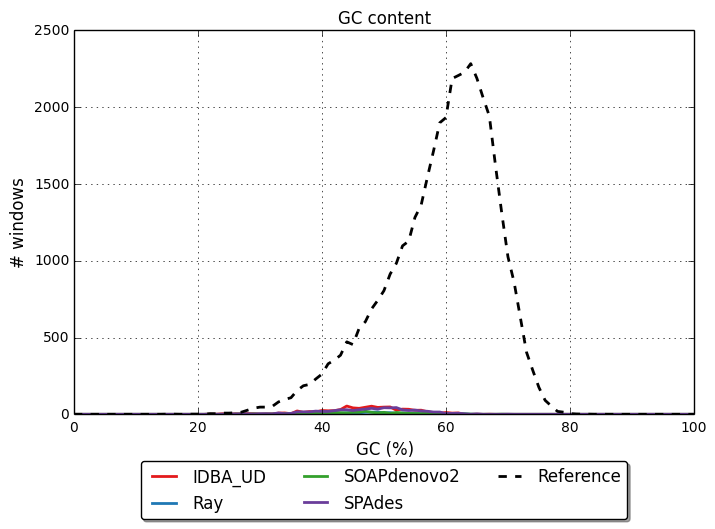 GC content
2500
2000
1500
1000
500
0
# windows
0 20 40 60 80 100
GC (%)
IDBA_UD SOAPdenovo2 Reference
Ray SPAdes